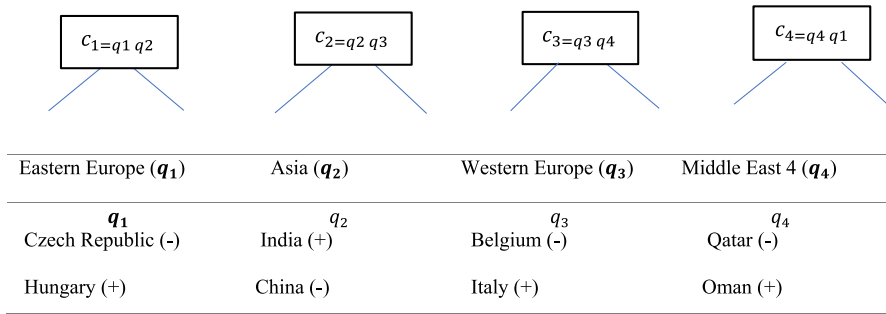 c1=q1 q2 c2=q2 q3 c3=q3 q4 c4=q4 q1
Eastern Europe (q1) Asia (q2) Western Europe (q3) Middle East 4 (q4)
q1 q2 q3 q4
Czech Republic (-) India (+) Belgium (-) Qatar (-)
Hungary (+) China (-) Italy (+) Oman (+)